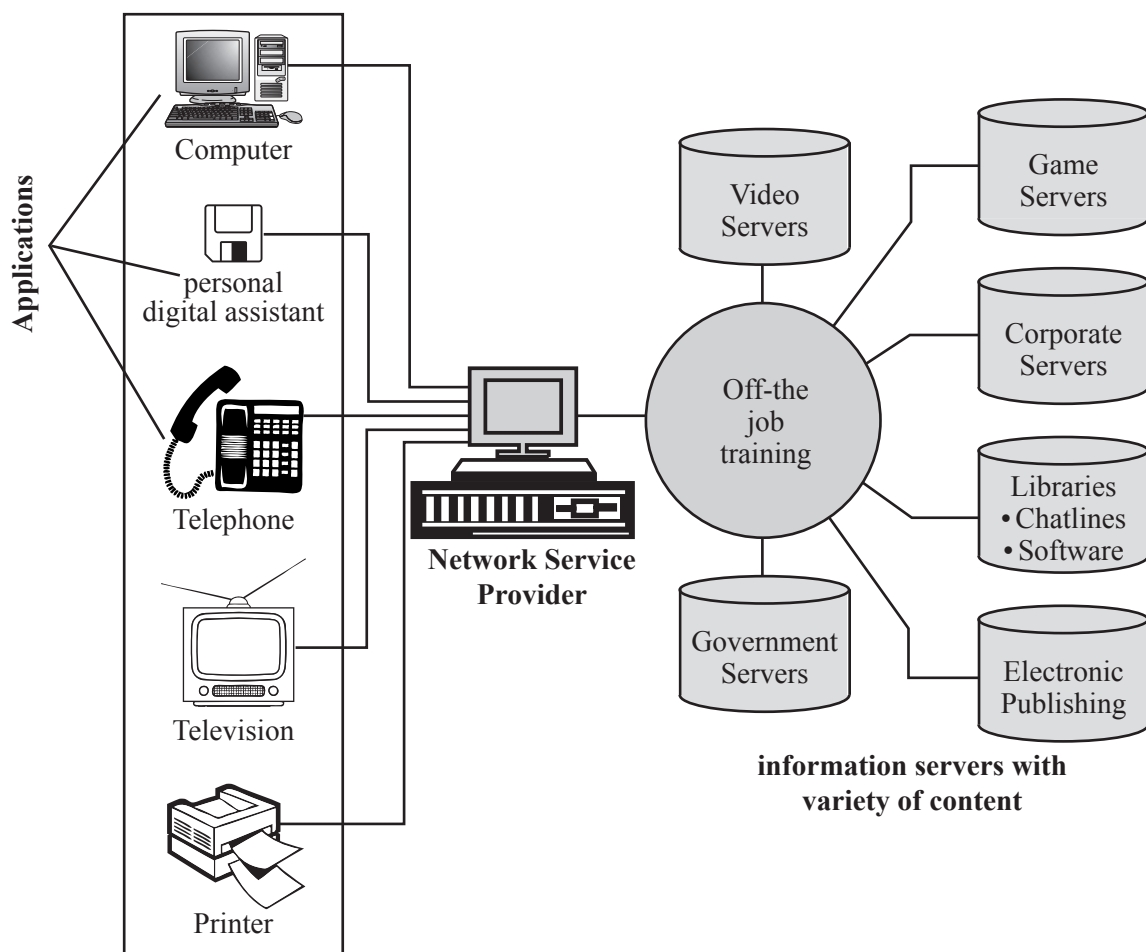 Applications
Computer
personal
digital assistant
Telephone
Television
Printer
Network Service
Provider
Video
Servers
Off-the
job
training
Government
Servers
Game
Servers
Corporate
Servers
Libraries
• Chatlines
• Software
Electronic
Publishing
information servers with
variety of content